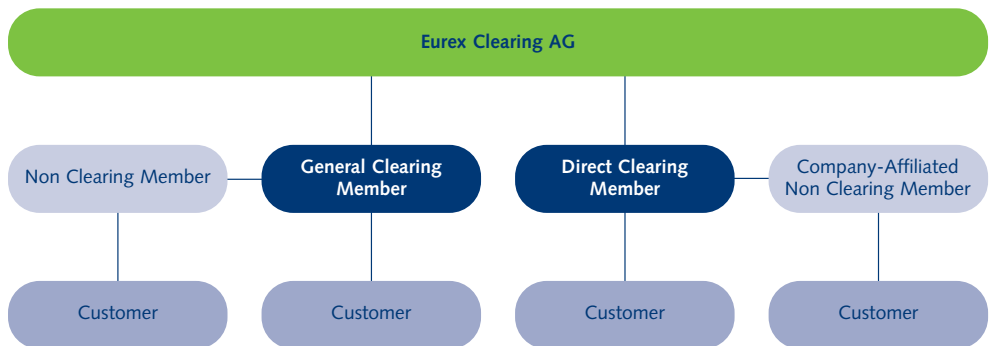 Eurex Clearing AG
Non Clearing Member
General Clearing
Member
Direct Clearing
Member
Company-Affiliated
Non Clearing Member
Customer
Customer
Customer
Customer